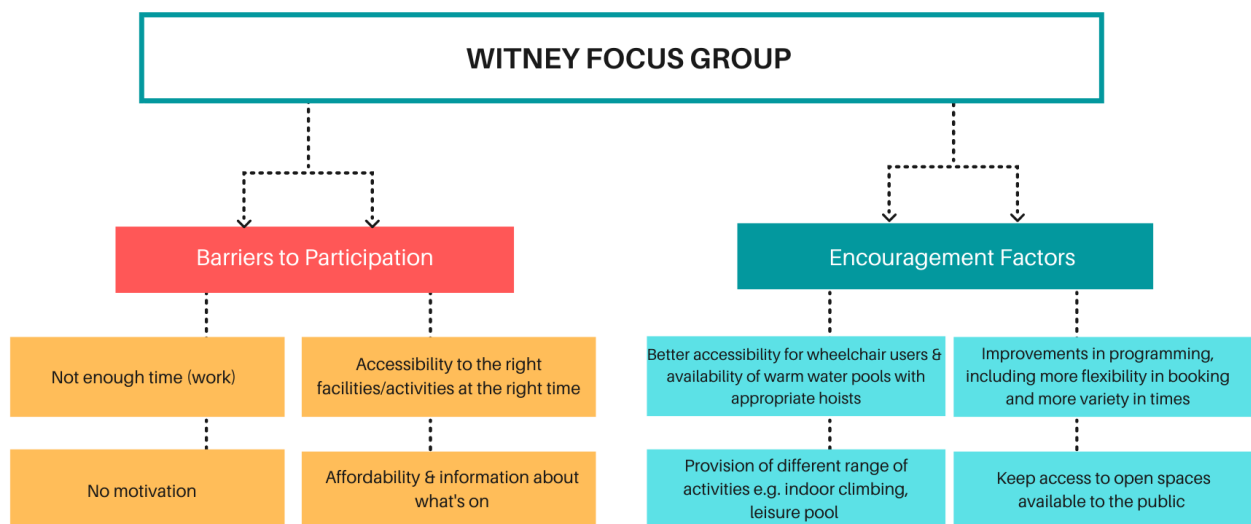 WITNEY FOCUS GROUP
Barriers to Participation
Not enough time (work)
Accessibility to the right
facilities/activities at the right time
No motivation
Affordability & information about
what's on
Encouragement Factors
Better accessibility for wheelchair users &
availability of warm water pools with
appropriate hoists
Improvements in programming,
including more flexibility in booking
and more variety in times
Provision of different range of
activities e.g. indoor climbing,
leisure pool
Keep access to open spaces
available to the public